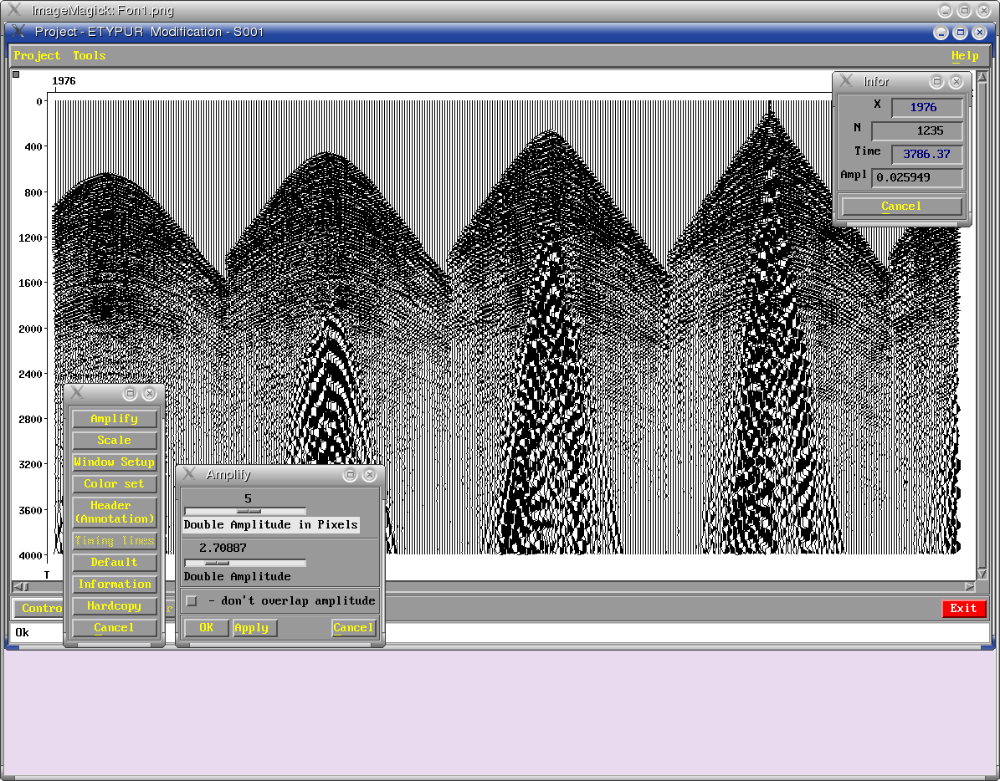 ImageMagick: Fon1.png
Project - ETYPUR Modification - S001
Project Tools Help
1976
0
400
800
1200
1600
2000
2400
2800
3200
3600
4000
T
Infor
X 1976
N 1235
Time 3786.37
Ampl 0.025949
Cancel
Amplify
Scale
Window Setup
Color set
Header
(Annotation)
Timing lines
Default
Information
Hardcopy
Cancel
Amplify
5
Double Amplitude in Pixels
2.70887
Double Amplitude
- don't overlap amplitude
OK Apply Cancel
Contro
Exit
Ok